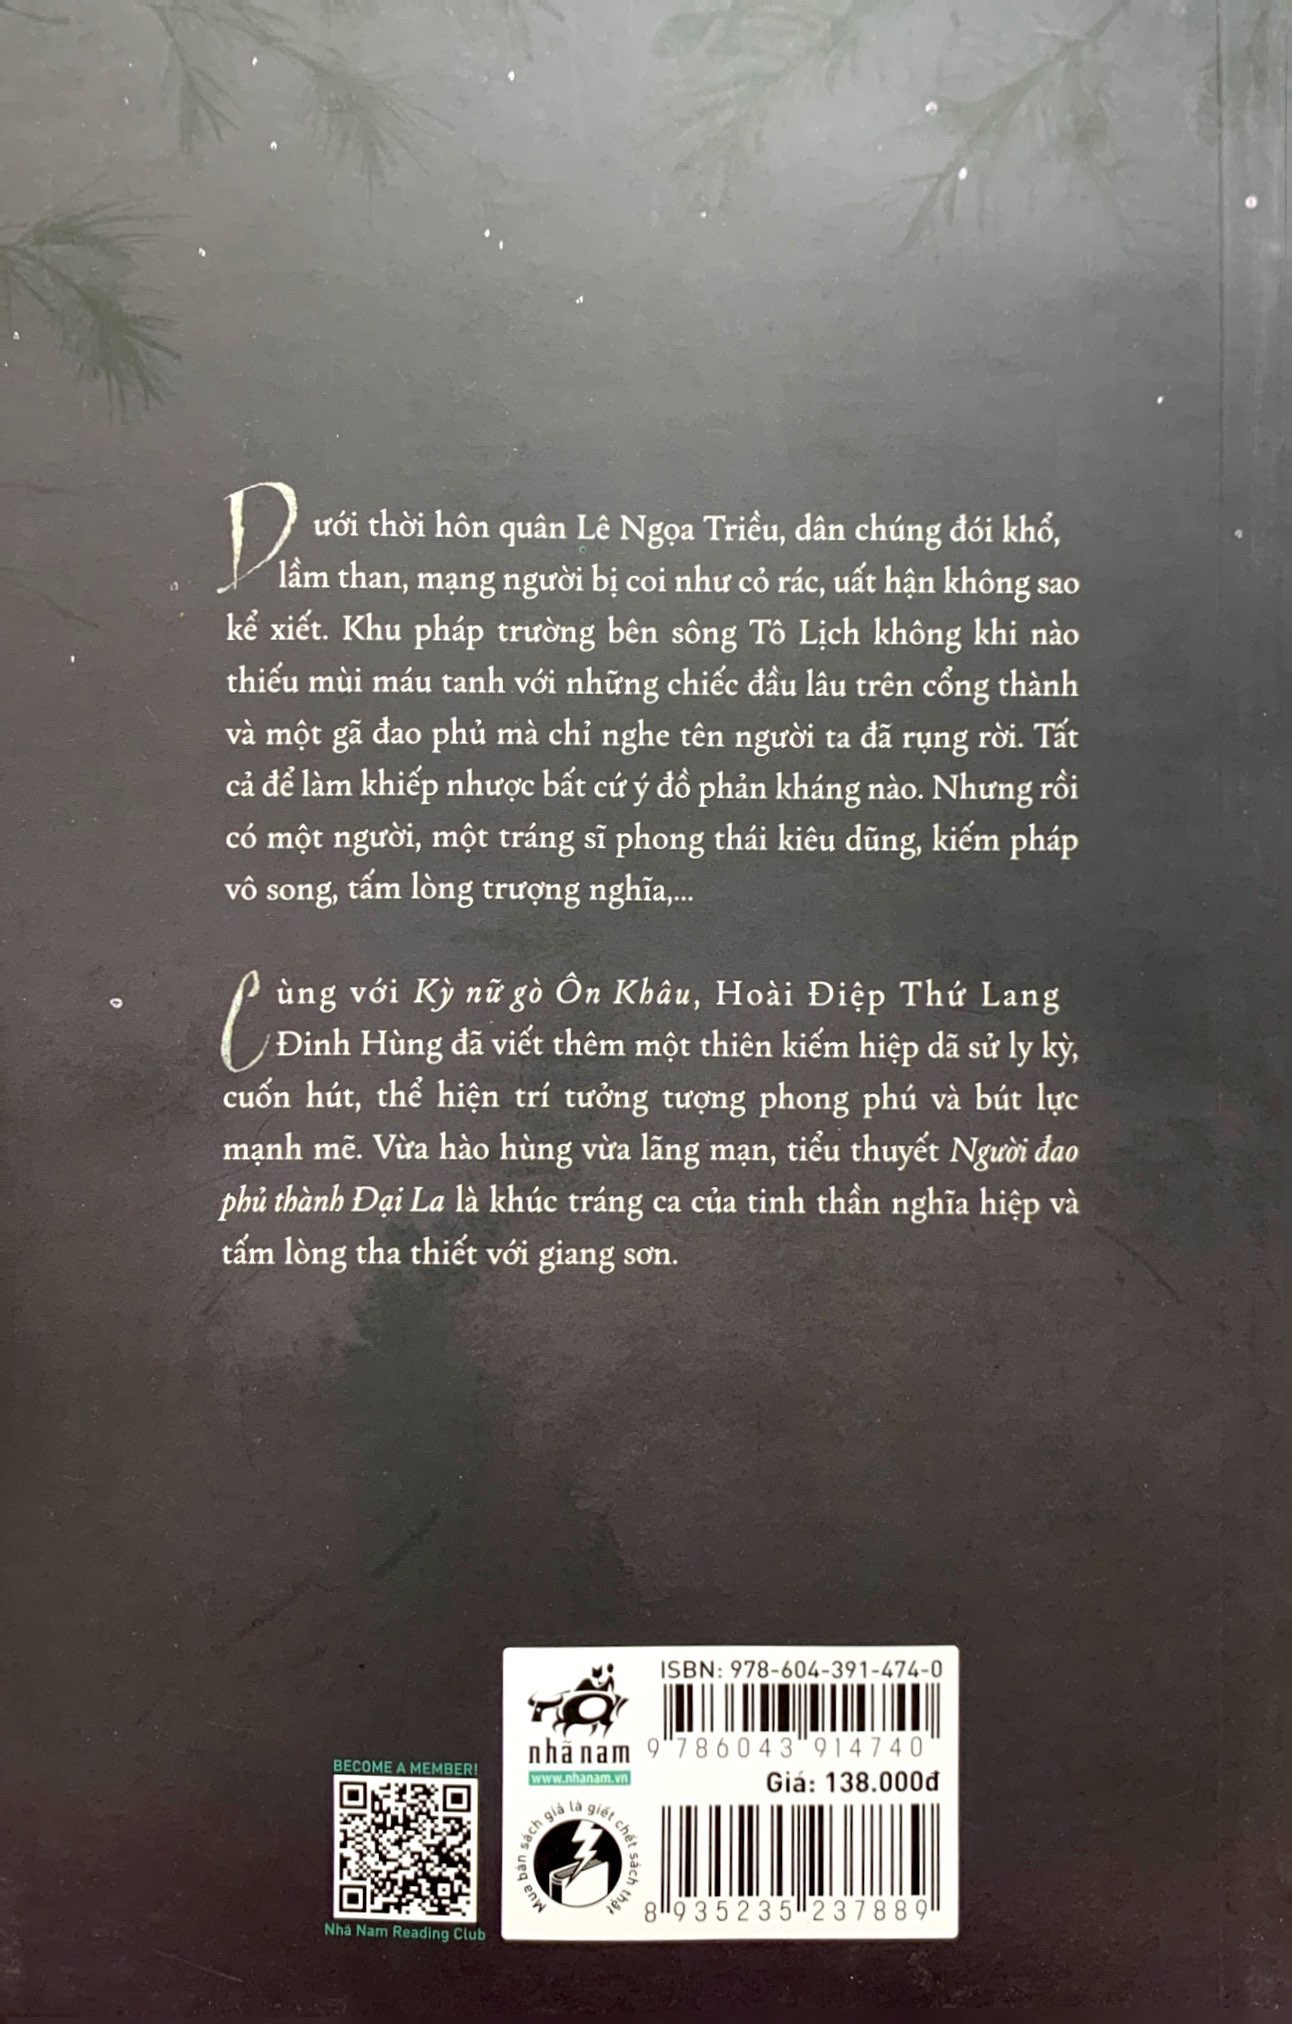 Dưới thời hôn quân Lê Ngọa Triều, dân chúng đói khổ,
lầm than, mạng người bị coi như cỏ rác, uất hận không sao
kể xiết. Khu pháp trường bên sông Tô Lịch không khi nào
thiếu mùi máu tanh với những chiếc đầu lâu trên cổng thành
và một gã đao phủ mà chỉ nghe tên người ta đã rụng rời. Tất
cả để làm khiếp nhược bất cứ ý đồ phản kháng nào. Nhưng rồi
có một người, một tráng sĩ phong thái kiêu dũng, kiếm pháp
vô song, tấm lòng trượng nghĩa,...
Cùng với Kỳ nữ gò Ôn Khâu, Hoài Điệp Thứ Lang
Đinh Hùng đã viết thêm một thiên kiếm hiệp dã sử ly kỳ,
cuốn hút, thể hiện trí tưởng tượng phong phú và bút lực
mạnh mẽ. Vừa hào hùng vừa lãng mạn, tiểu thuyết Người đao
phủ thành Đại La là khúc tráng ca của tinh thần nghĩa hiệp và
tấm lòng tha thiết với giang sơn.
BECOME A MEMBER!
Nhã Nam Reading Club
nhã nam
www.nhanam.vn
Mua bán sách giả là giết chết sách thật
ISBN: 978-604-391-474-0
9 786043 914740
Giá: 138.000đ
8 935235 237889